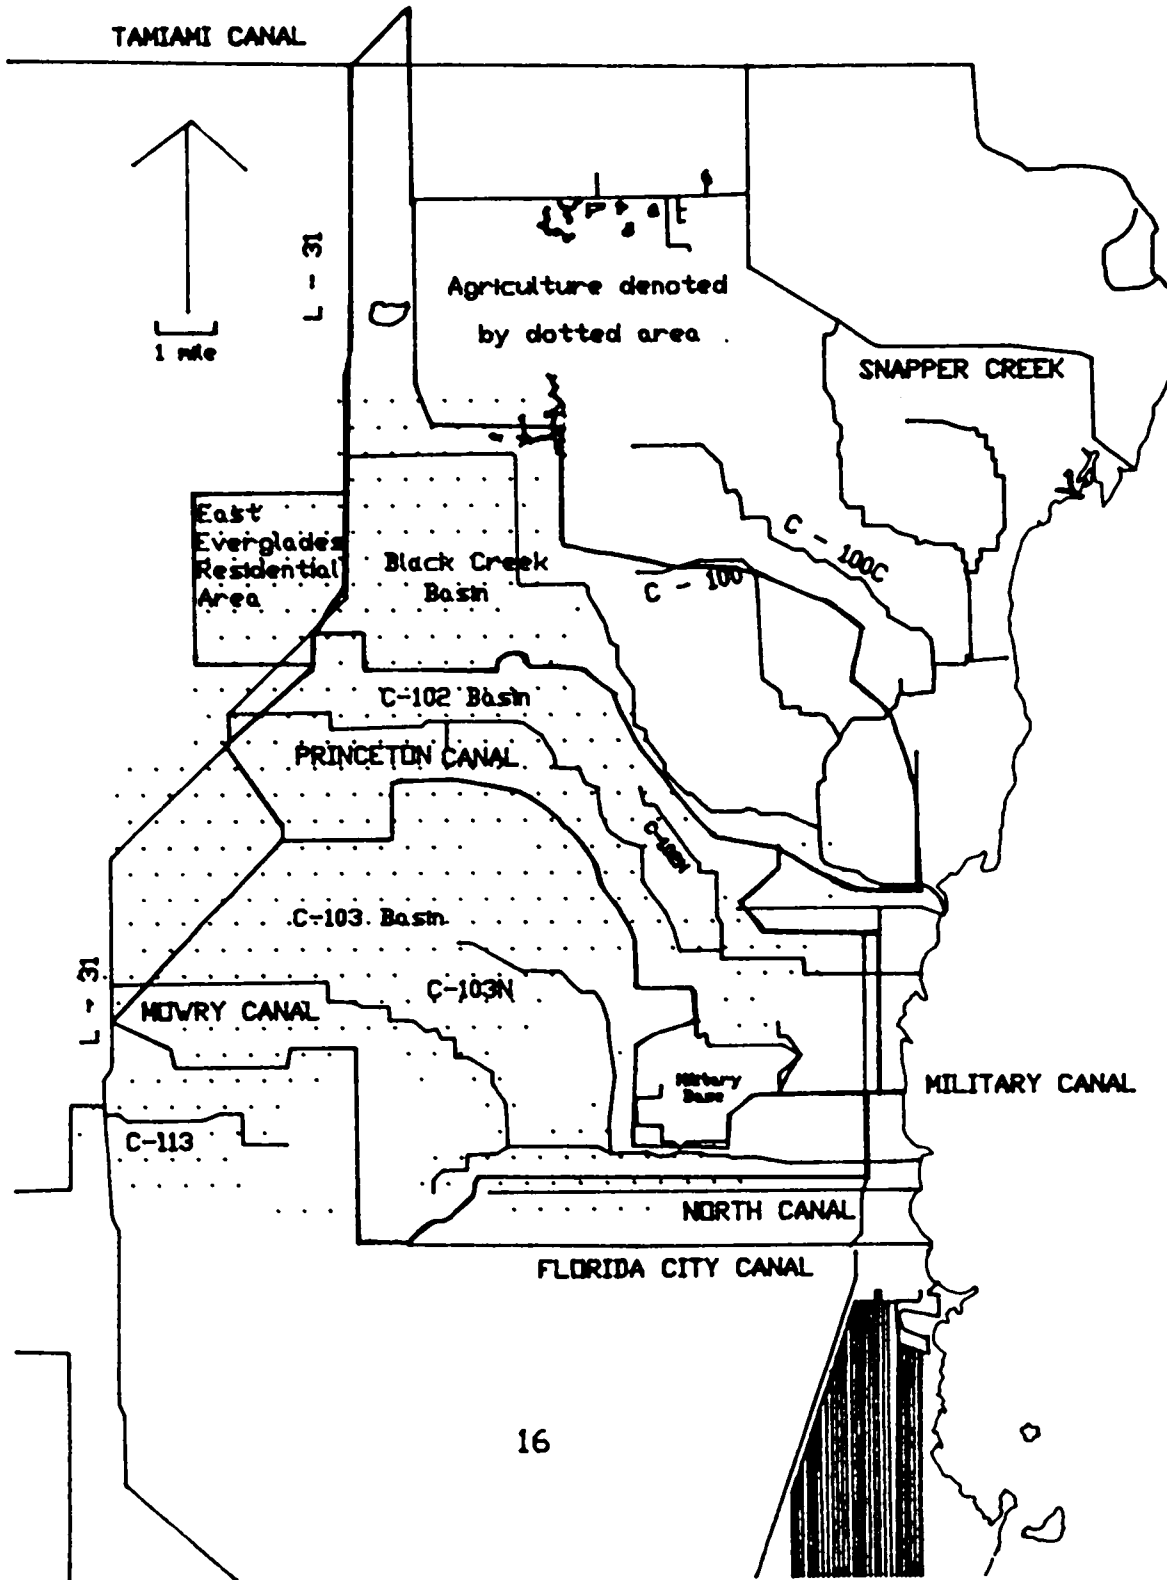 TAMIAMI CANAL
L - 31
1 mile
Agriculture denoted
by dotted area
SNAPPER CREEK
East
Everglades
Residential
Area
Black Creek
Basin
C - 100C
C - 100
C-102 Basin
PRINCETON CANAL
C-103 Basin
C-103N
L - 31
MOWRY CANAL
Military
Base
MILITARY CANAL
C-113
NORTH CANAL
FLORIDA CITY CANAL
16